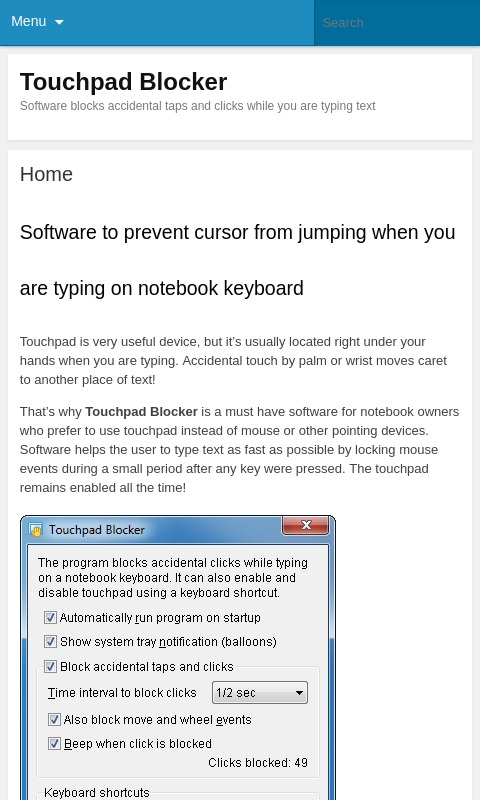 Menu
Search
Touchpad Blocker
Software blocks accidental taps and clicks while you are typing text
Home
Software to prevent cursor from jumping when you
are typing on notebook keyboard
Touchpad is very useful device, but it’s usually located right under your
hands when you are typing. Accidental touch by palm or wrist moves caret
to another place of text!
That’s why Touchpad Blocker is a must have software for notebook owners
who prefer to use touchpad instead of mouse or other pointing devices.
Software helps the user to type text as fast as possible by locking mouse
events during a small period after any key were pressed. The touchpad
remains enabled all the time!
Touchpad Blocker
The program blocks accidental clicks while typing
on a notebook keyboard. It can also enable and
disable touchpad using a keyboard shortcut.
Automatically run program on startup
Show system tray notification (balloons)
Block accidental taps and clicks
Time interval to block clicks 1/2 sec
Also block move and wheel events
Beep when click is blocked
Clicks blocked: 49
Keyboard shortcuts